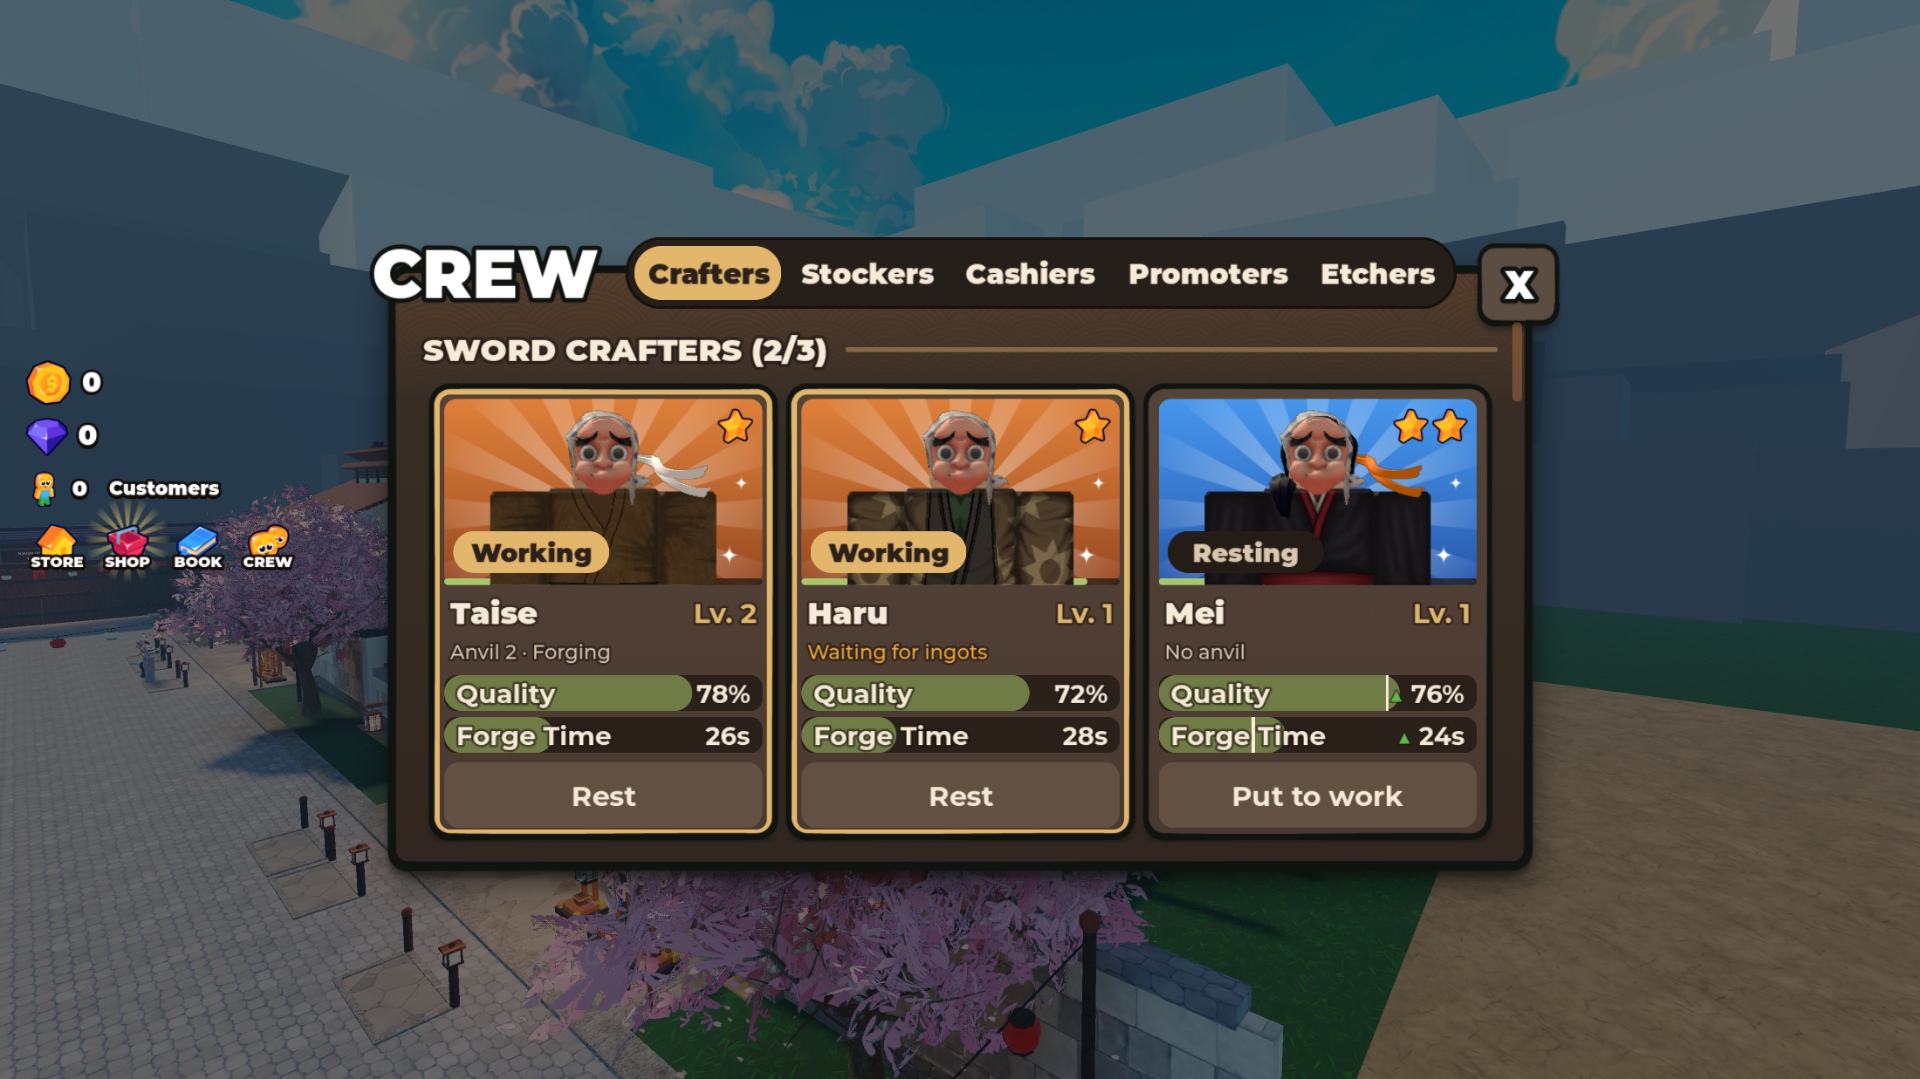 CREW
Crafters Stockers Cashiers Promoters Etchers
X
SWORD CRAFTERS (2/3)
0
0
0 Customers
STORE SHOP BOOK CREW
Working
Taise Lv. 2
Anvil 2 · Forging
Quality 78%
Forge Time 26s
Rest
Working
Haru Lv. 1
Waiting for ingots
Quality 72%
Forge Time 28s
Rest
Resting
Mei Lv. 1
No anvil
Quality ▲ 76%
Forge Time ▲ 24s
Put to work